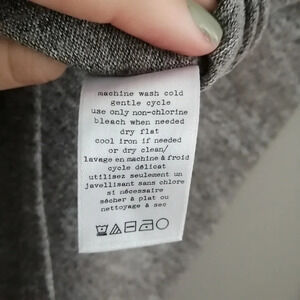 machine wash cold
gentle cycle
use only non-chlorine
bleach when needed
dry flat
cool iron if needed
or dry clean/
lavage en machine à froid
cycle délicat
utilisez seulement un
javellisant sans chlore
si nécessaire
sécher à plat ou
nettoyage à sec